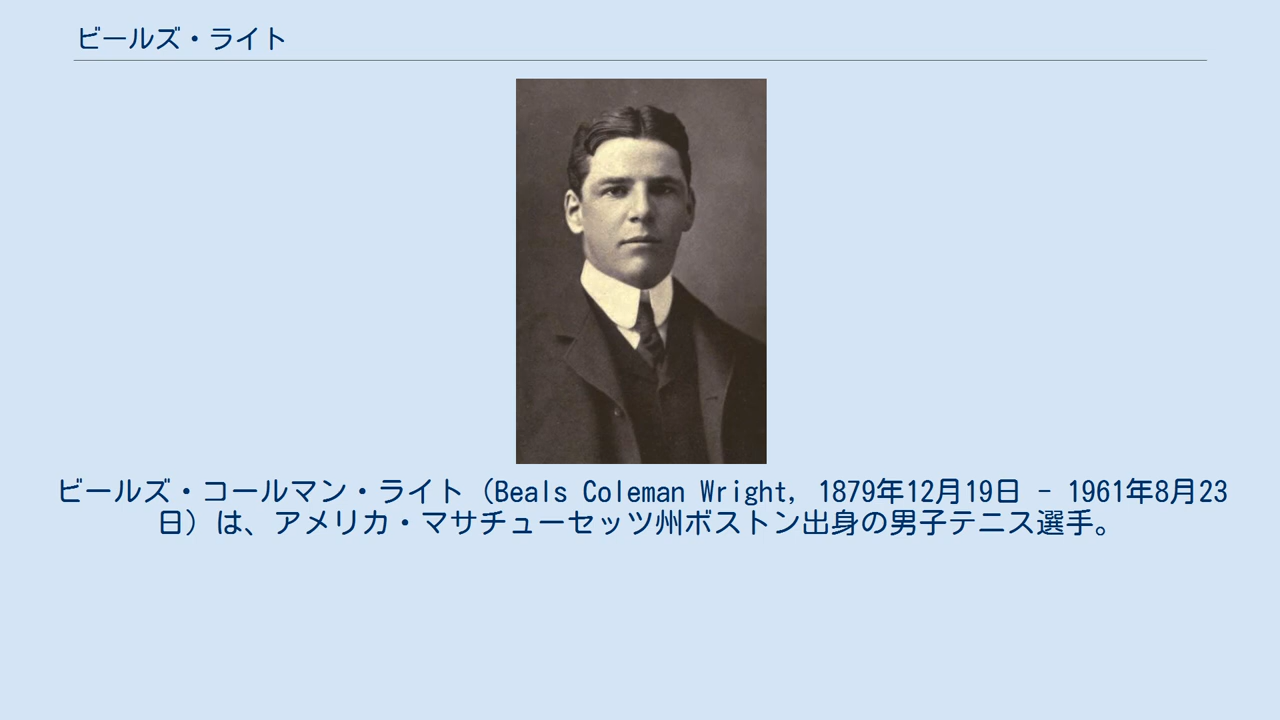 ビールズ・ライト
ビールズ・コールマン・ライト（Beals Coleman Wright, 1879年12月19日 - 1961年8月23
日）は、アメリカ・マサチューセッツ州ボストン出身の男子テニス選手。